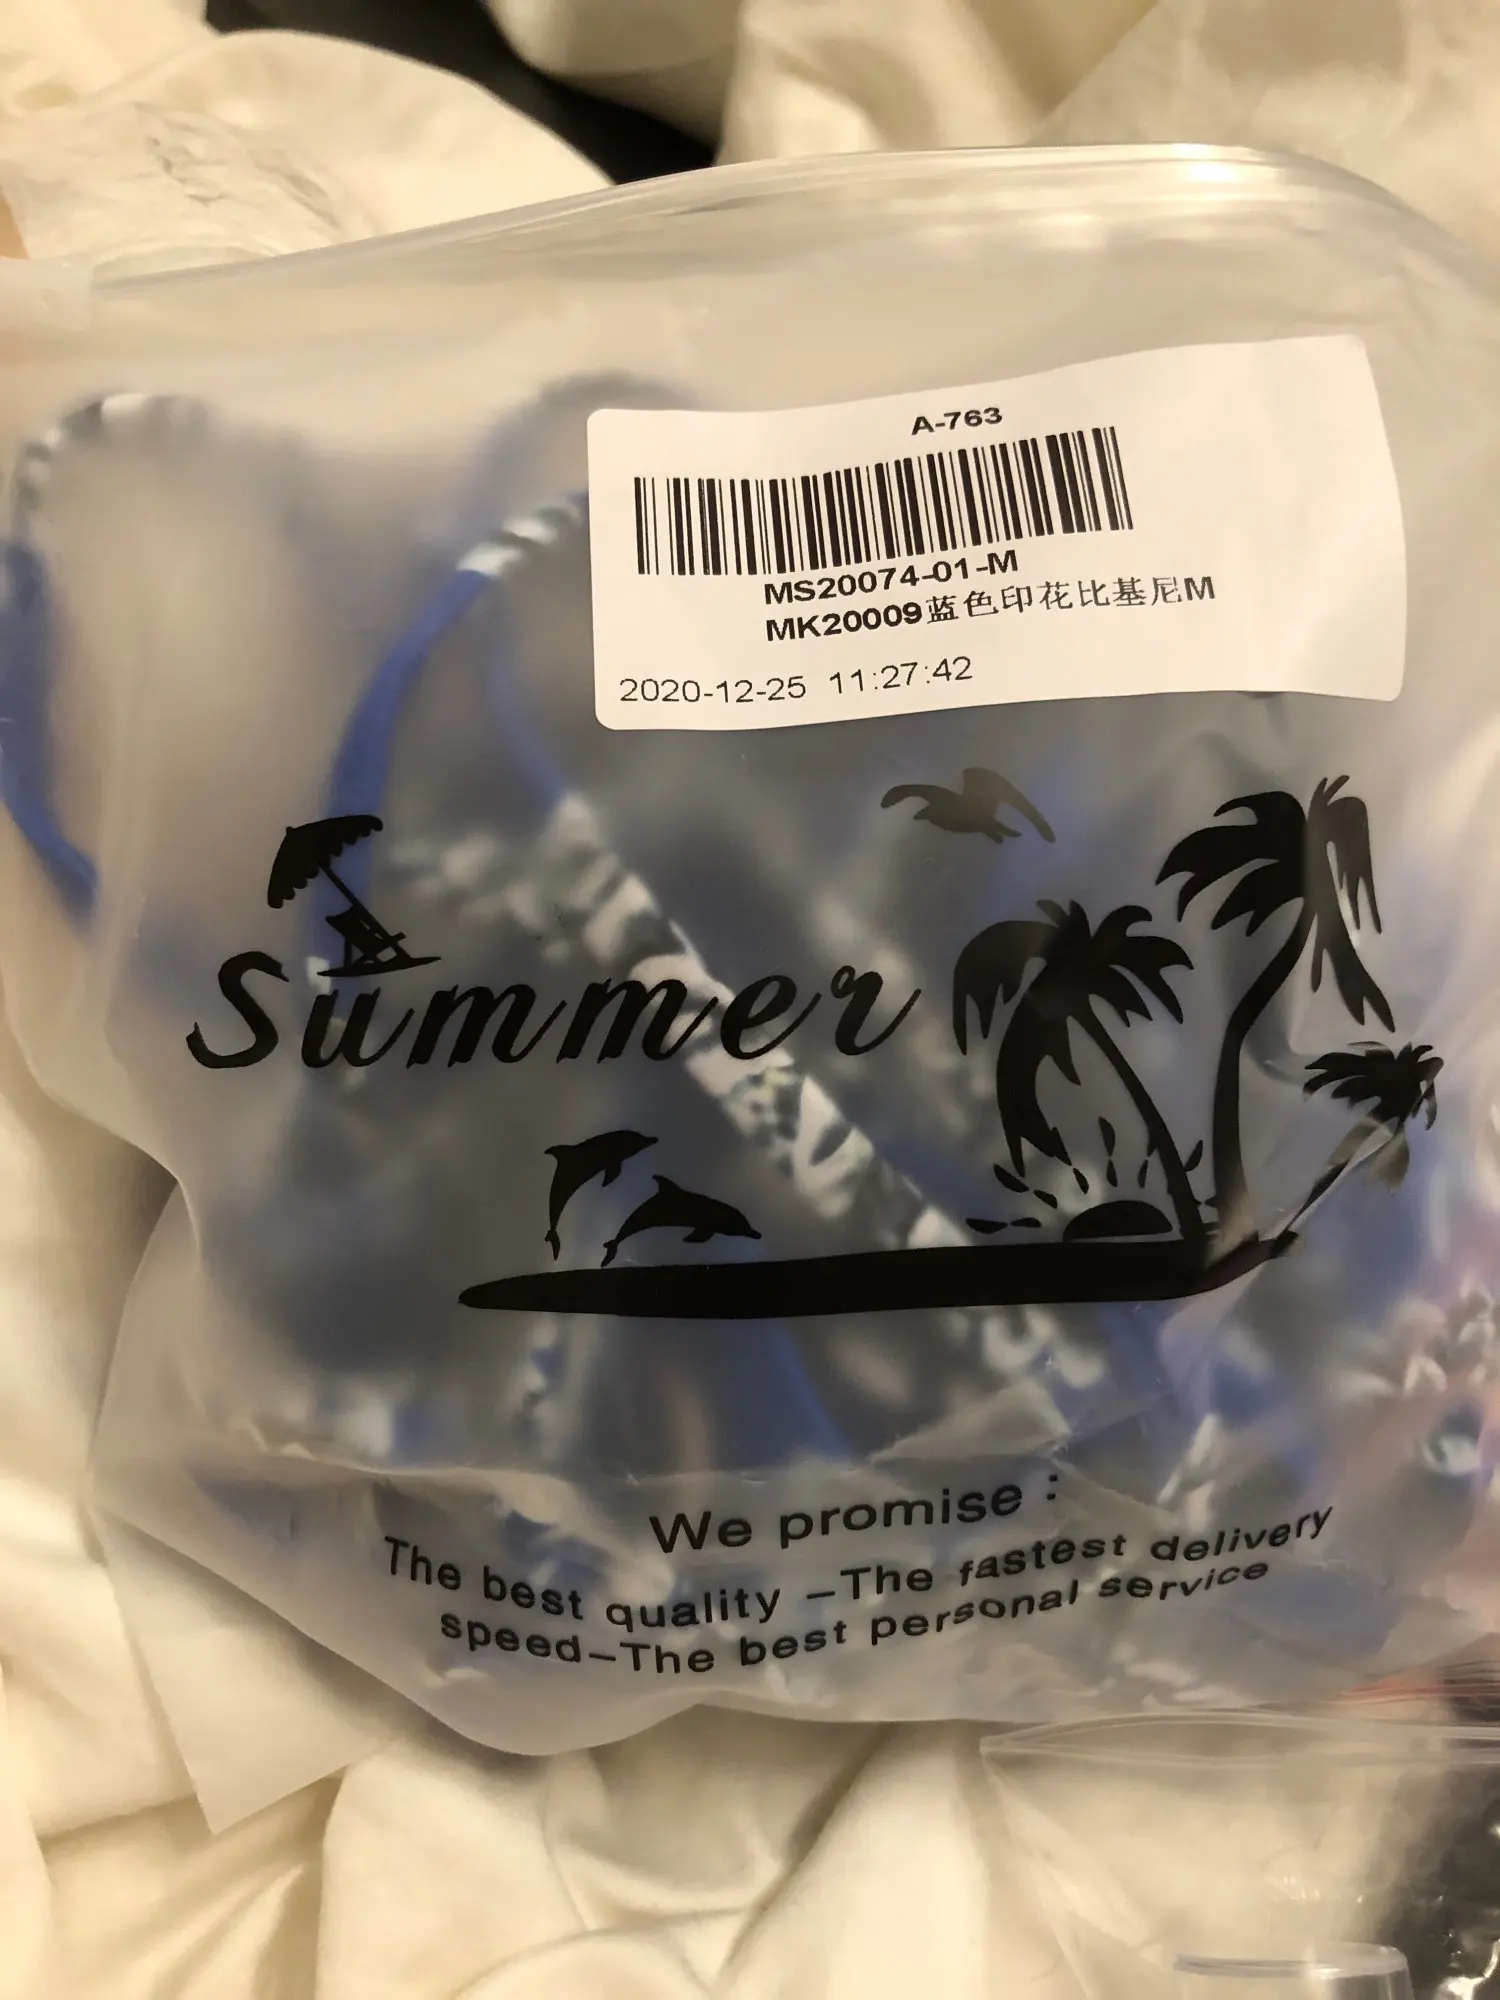 A-763
MS20074-01-M
MK20009蓝色印花比基尼M
2020-12-25 11:27:42
Summer
We promise :
The best quality –The fastest delivery
speed–The best personal service